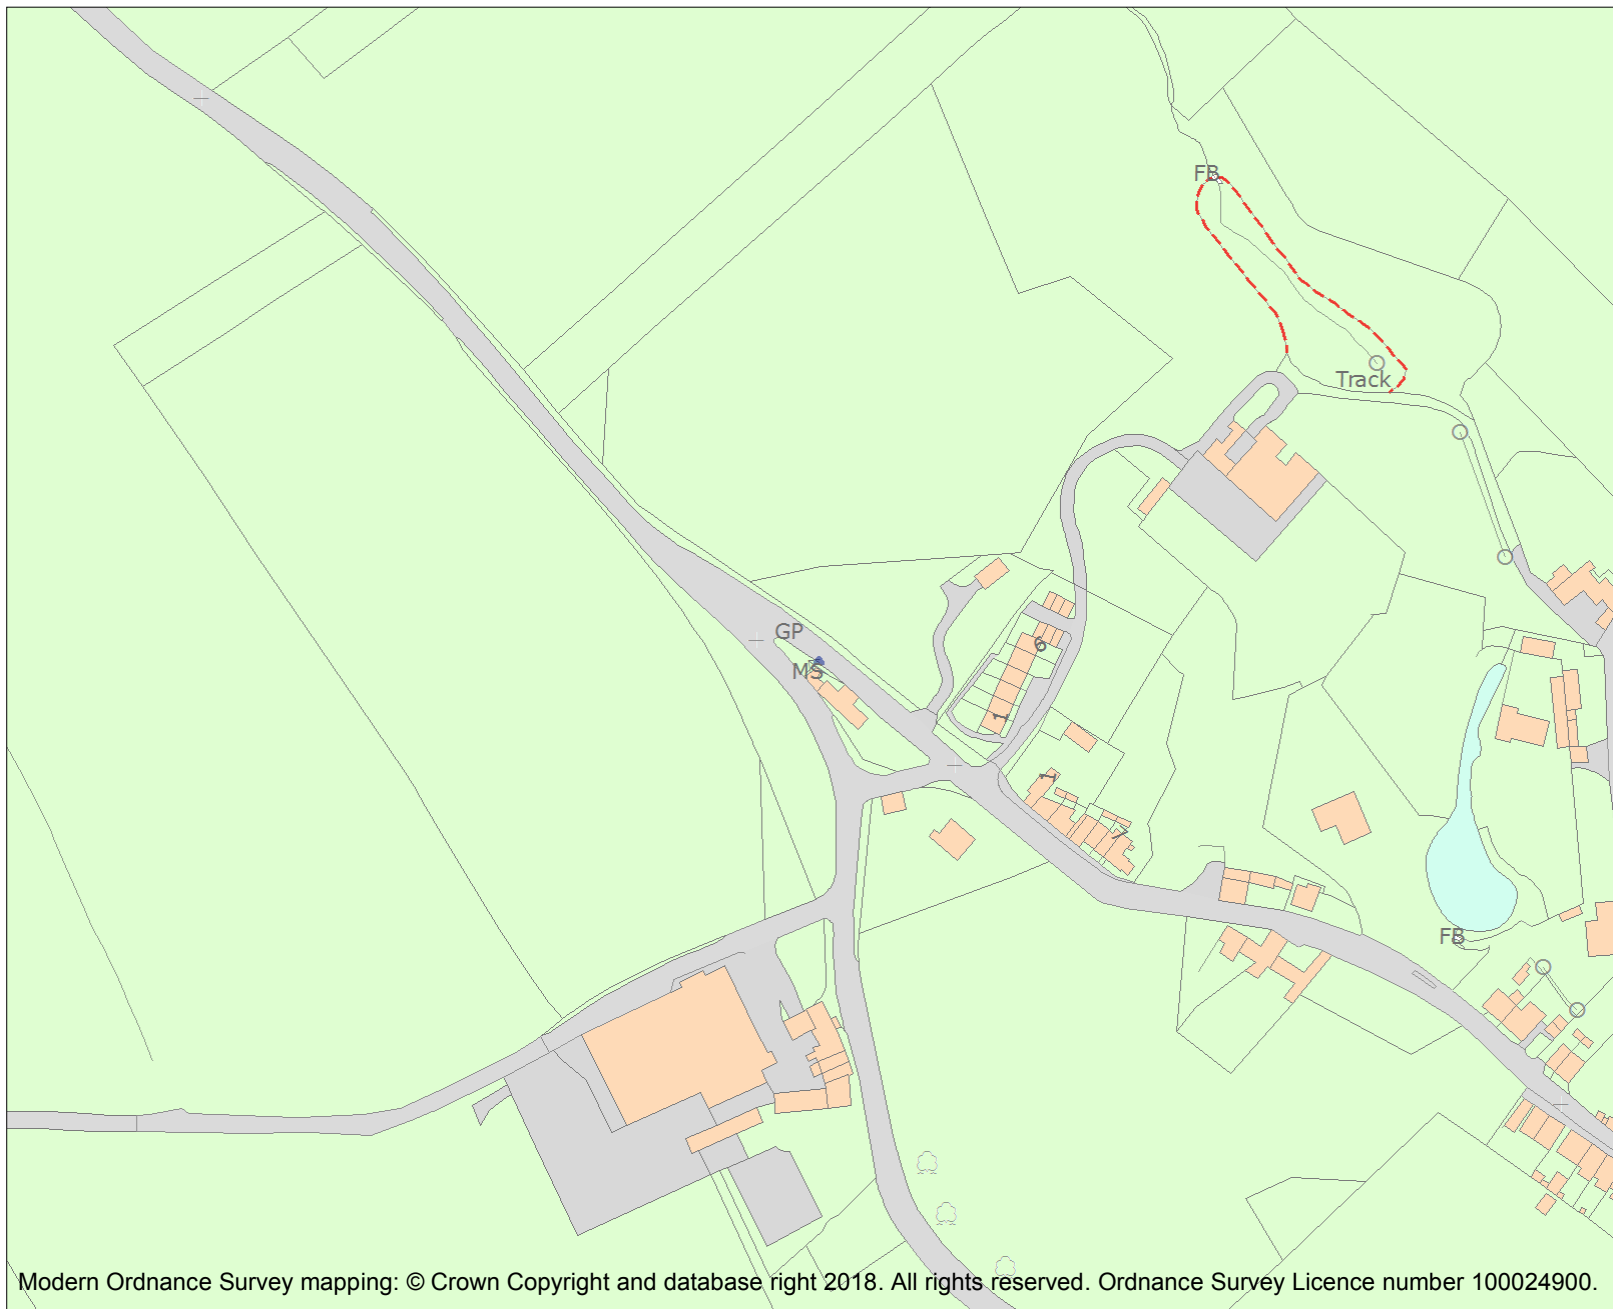 FB
Track
GP
MS
6
1
1
7
FB
Modern Ordnance Survey mapping: © Crown Copyright and database right 2018. All rights reserved. Ordnance Survey Licence number 100024900.